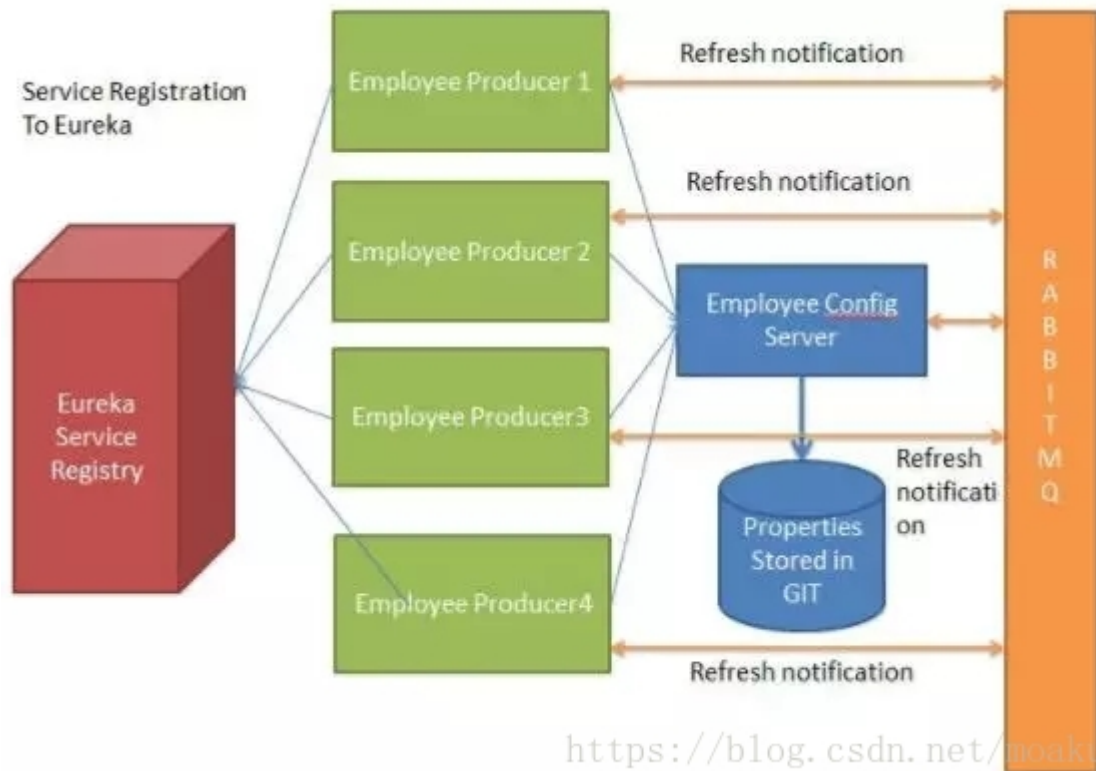 Service Registration
To Eureka
Employee Producer 1
Refresh notification
Employee Producer 2
Refresh notification
Employee Config
Server
Eureka
Service
Registry
Employee Producer3
Refresh
notificati
on
Properties
Stored in
GIT
Employee Producer4
Refresh notification
R
A
B
B
I
T
M
Q
https://blog.csdn.net/moaku